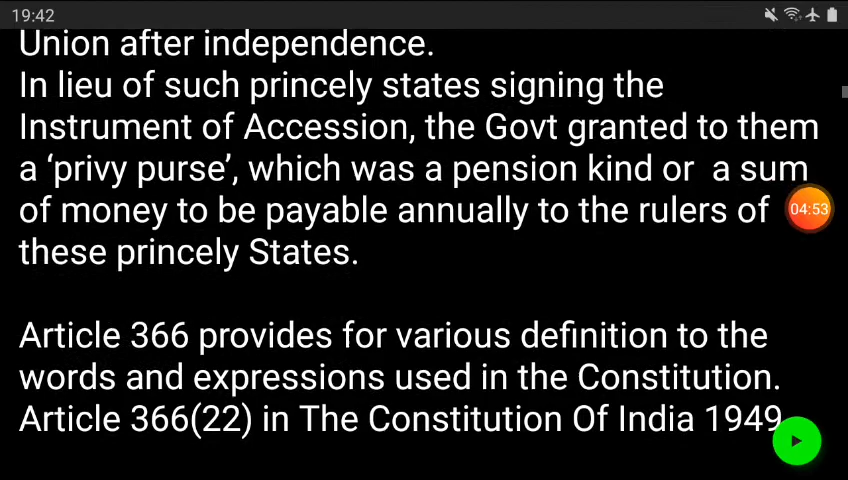 19:42
Union after independence.
In lieu of such princely states signing the
Instrument of Accession, the Govt granted to them
a ‘privy purse’, which was a pension kind or  a sum
of money to be payable annually to the rulers of
04:53
these princely States.
Article 366 provides for various definition to the
words and expressions used in the Constitution.
Article 366(22) in The Constitution Of India 1949